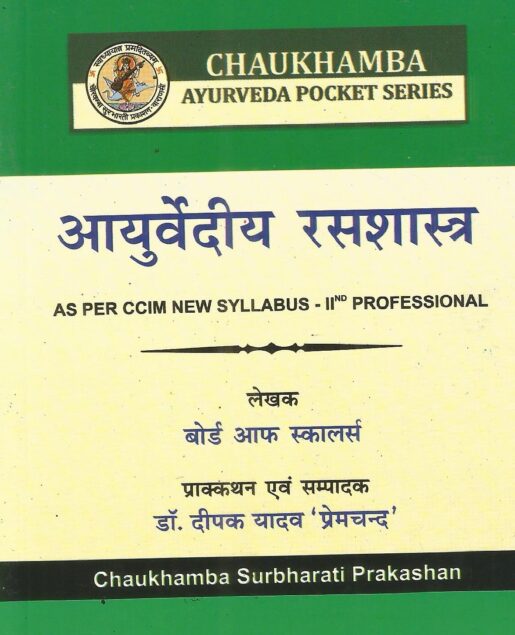 CHAUKHAMBA
AYURVEDA POCKET SERIES
आयुर्वेदीय रसशास्त्र
AS PER CCIM NEW SYLLABUS - IIND PROFESSIONAL
लेखक
बोर्ड आफ स्कालर्स
प्राक्कथन एवं सम्पादक
डॉ. दीपक यादव 'प्रेमचन्द'
Chaukhamba Surbharati Prakashan